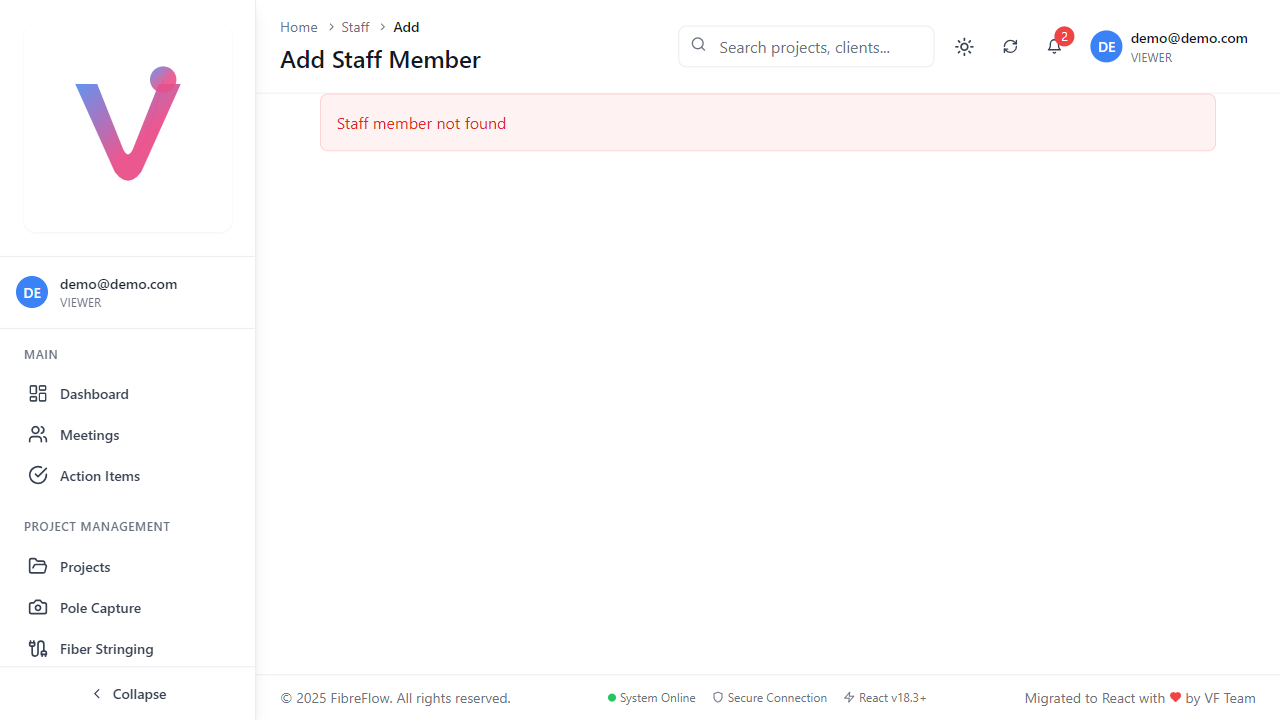 DE
demo@demo.com
VIEWER
MAIN
Dashboard
Meetings
Action Items
PROJECT MANAGEMENT
Projects
Pole Capture
Fiber Stringing
Collapse
Home
Staff
Add
Add Staff Member
Search projects, clients...
2
DE
demo@demo.com
VIEWER
Staff member not found
© 2025 FibreFlow. All rights reserved.
System Online
Secure Connection
React v18.3+
Migrated to React with ❤ by VF Team